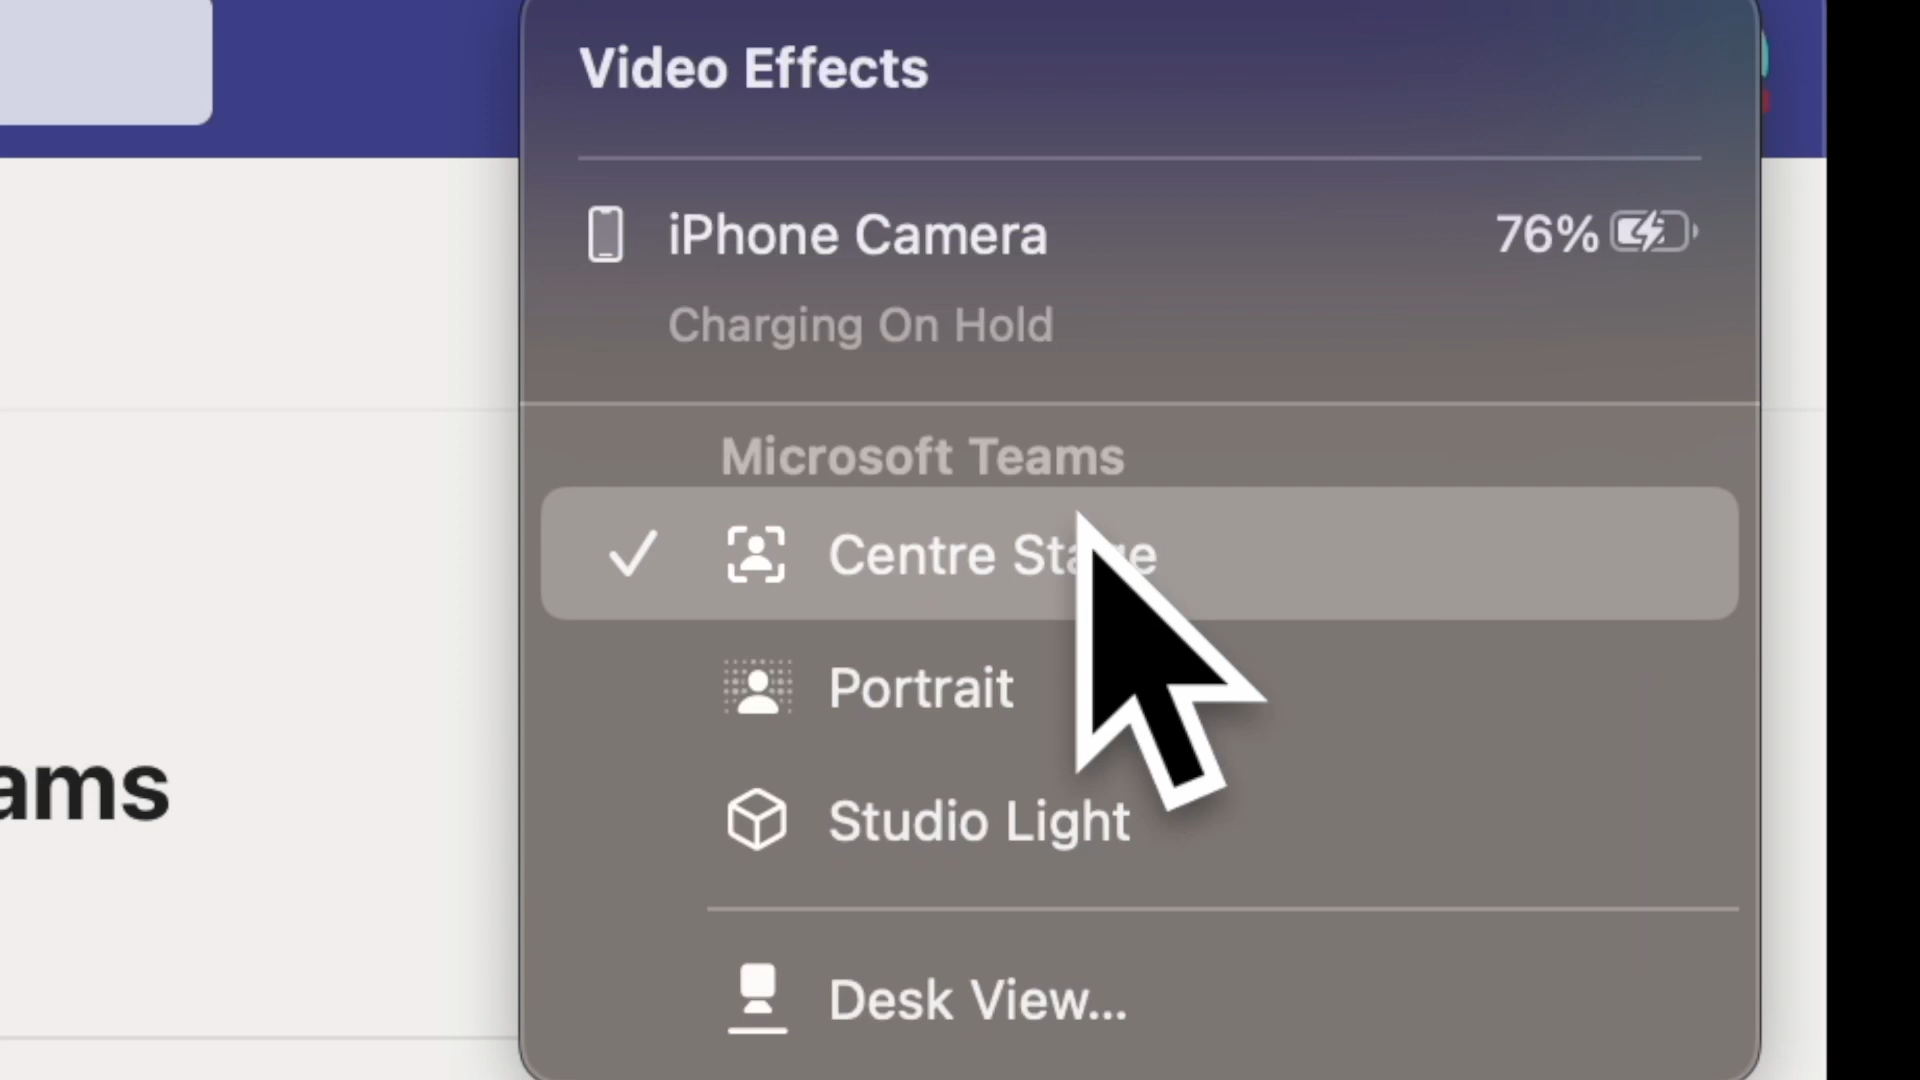 Video Effects
iPhone Camera 76%
Charging On Hold
Microsoft Teams
Centre Stage
Portrait
ams
Studio Light
Desk View...